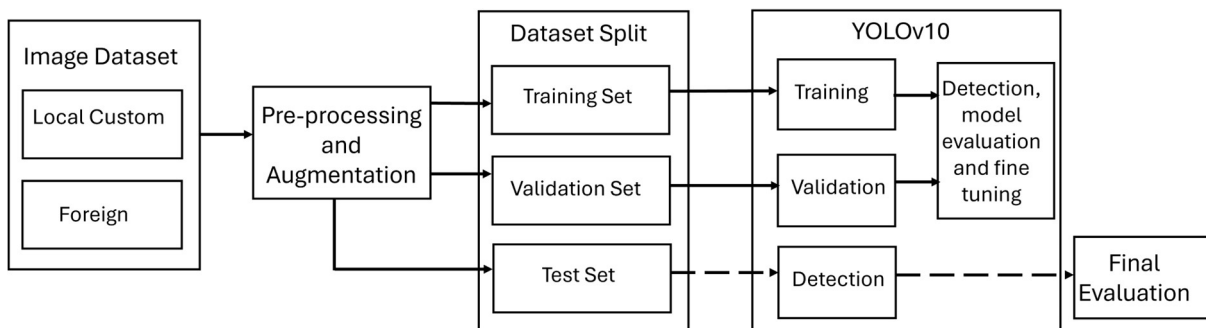 Image Dataset
Local Custom
Foreign
Pre-processing
and
Augmentation
Dataset Split
Training Set
Validation Set
Test Set
YOLOv10
Training
Validation
Detection
Detection,
model
evaluation
and fine
tuning
Final
Evaluation